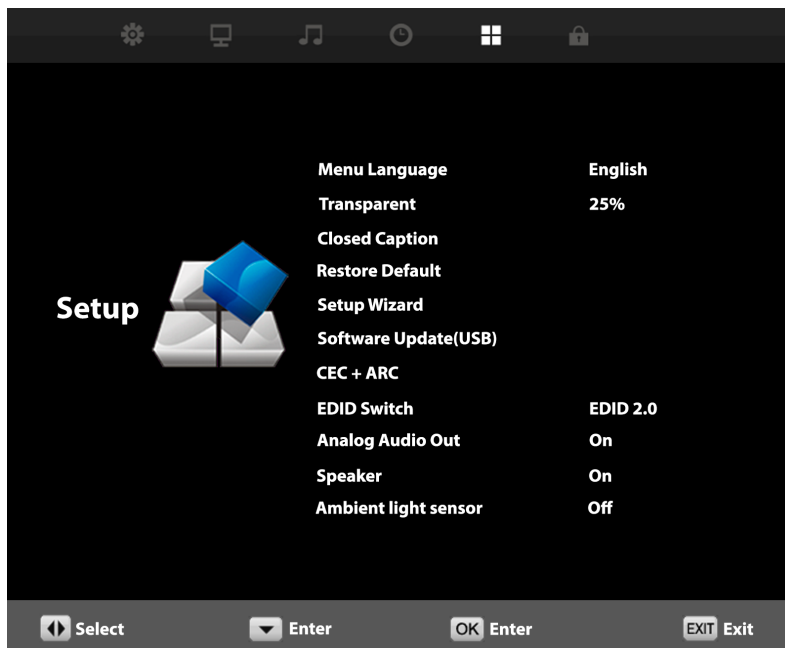 Menu Language English
Transparent 25%
Closed Caption
Restore Default
Setup Wizard
Setup
Software Update(USB)
CEC + ARC
EDID Switch EDID 2.0
Analog Audio Out On
Speaker On
Ambient light sensor Off
Select Enter OK Enter EXIT Exit